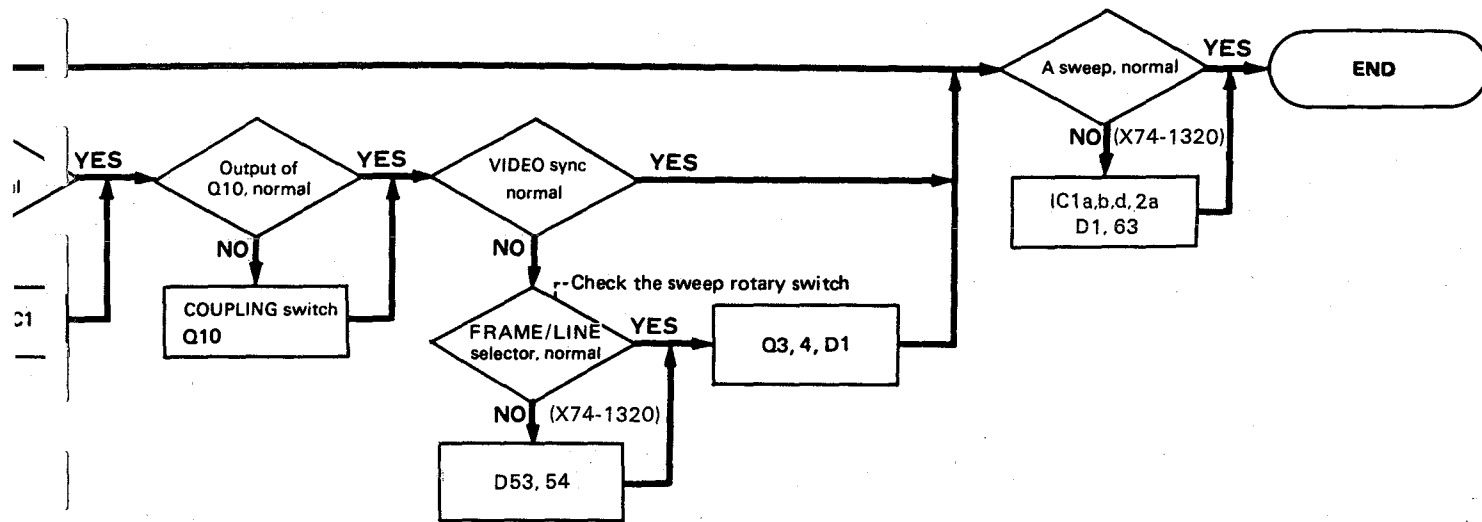 YES
A sweep, normal
END
NO (X74-1320)
IC1a,b,d, 2a
D1, 63
YES
Output of
Q10, normal
YES
VIDEO sync
normal
YES
NO
COUPLING switch
Q10
NO
Check the sweep rotary switch
FRAME/LINE
selector, normal
YES
Q3, 4, D1
NO (X74-1320)
D53, 54
C1